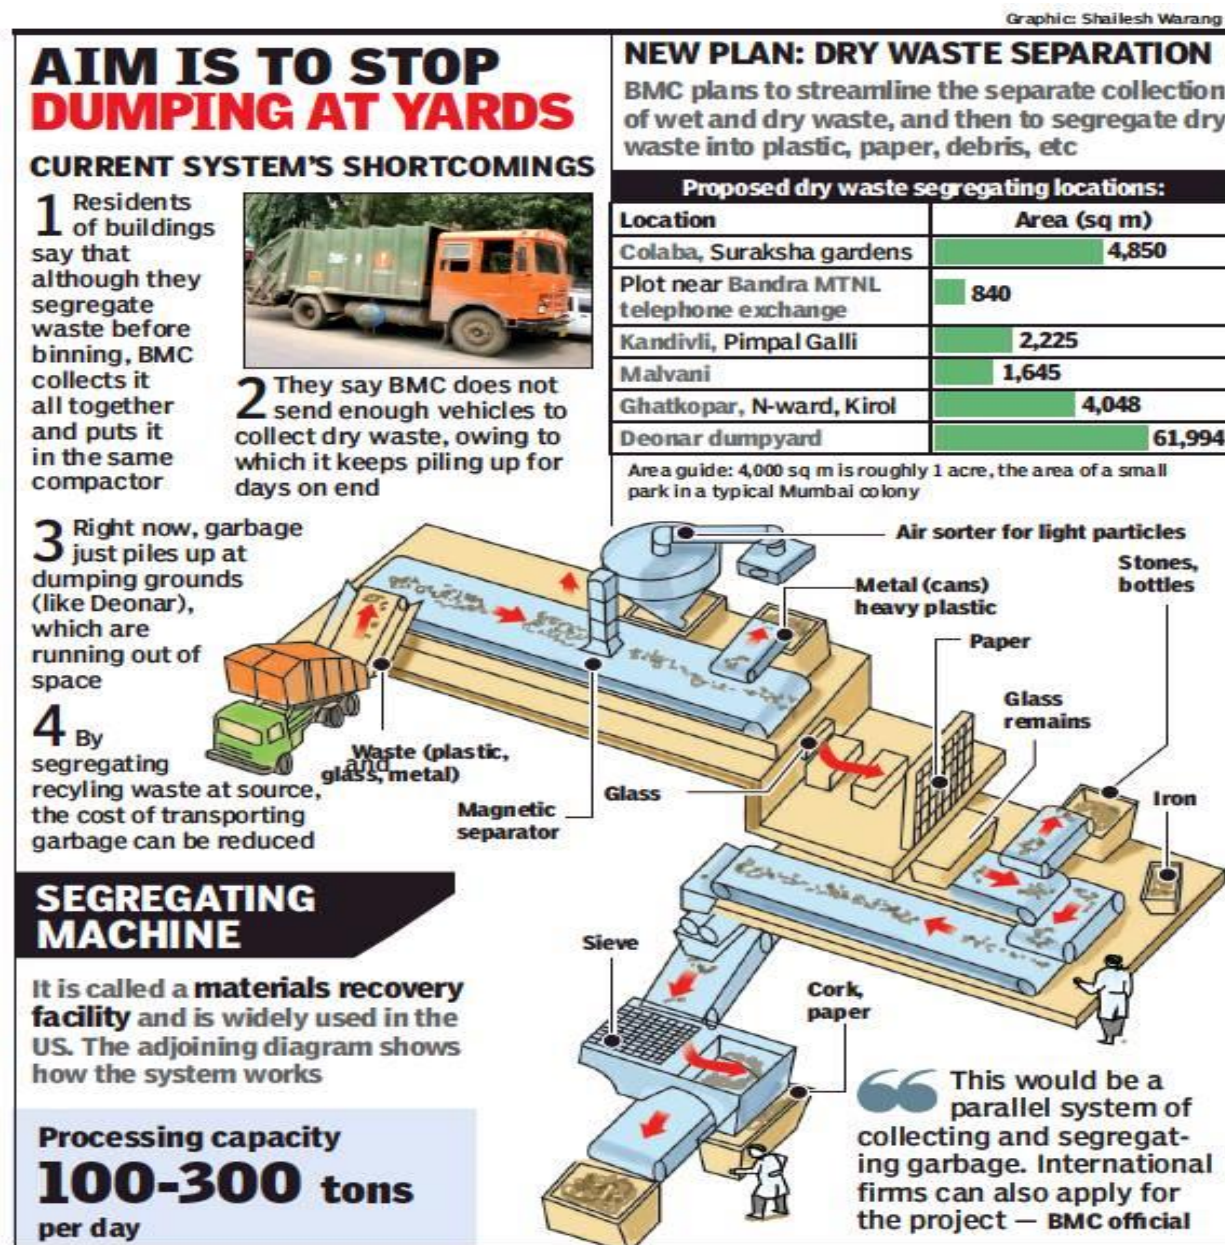 Graphic: Shailesh Warang
AIM IS TO STOP
DUMPING AT YARDS
CURRENT SYSTEM'S SHORTCOMINGS
1 Residents
of buildings
say that
although they
segregate
waste before
binning, BMC
collects it
all together
and puts it
in the same
compactor
2 They say BMC does not
send enough vehicles to
collect dry waste, owing to
which it keeps piling up for
days on end
3 Right now, garbage
just piles up at
dumping grounds
(like Deonar),
which are
running out of
space
4 By
segregating
recyling waste at source,
the cost of transporting
garbage can be reduced
NEW PLAN: DRY WASTE SEPARATION
BMC plans to streamline the separate collection
of wet and dry waste, and then to segregate dry
waste into plastic, paper, debris, etc
Proposed dry waste segregating locations:
Location Area (sq m)
Colaba, Suraksha gardens 4,850
Plot near Bandra MTNL
telephone exchange 840
Kandivli, Pimpal Galli 2,225
Malvani 1,645
Ghatkopar, N-ward, Kirol 4,048
Deonar dumpyard 61,994
Area guide: 4,000 sq m is roughly 1 acre, the area of a small
park in a typical Mumbai colony
Air sorter for light particles
Stones,
bottles
Metal (cans)
heavy plastic
Paper
Glass
remains
Waste (plastic,
and
glass, metal)
Magnetic
separator
Glass
Iron
Sieve
Cork,
paper
SEGREGATING
MACHINE
It is called a materials recovery
facility and is widely used in the
US. The adjoining diagram shows
how the system works
Processing capacity
100-300 tons
per day
“ This would be a
parallel system of
collecting and segregat-
ing garbage. International
firms can also apply for
the project — BMC official